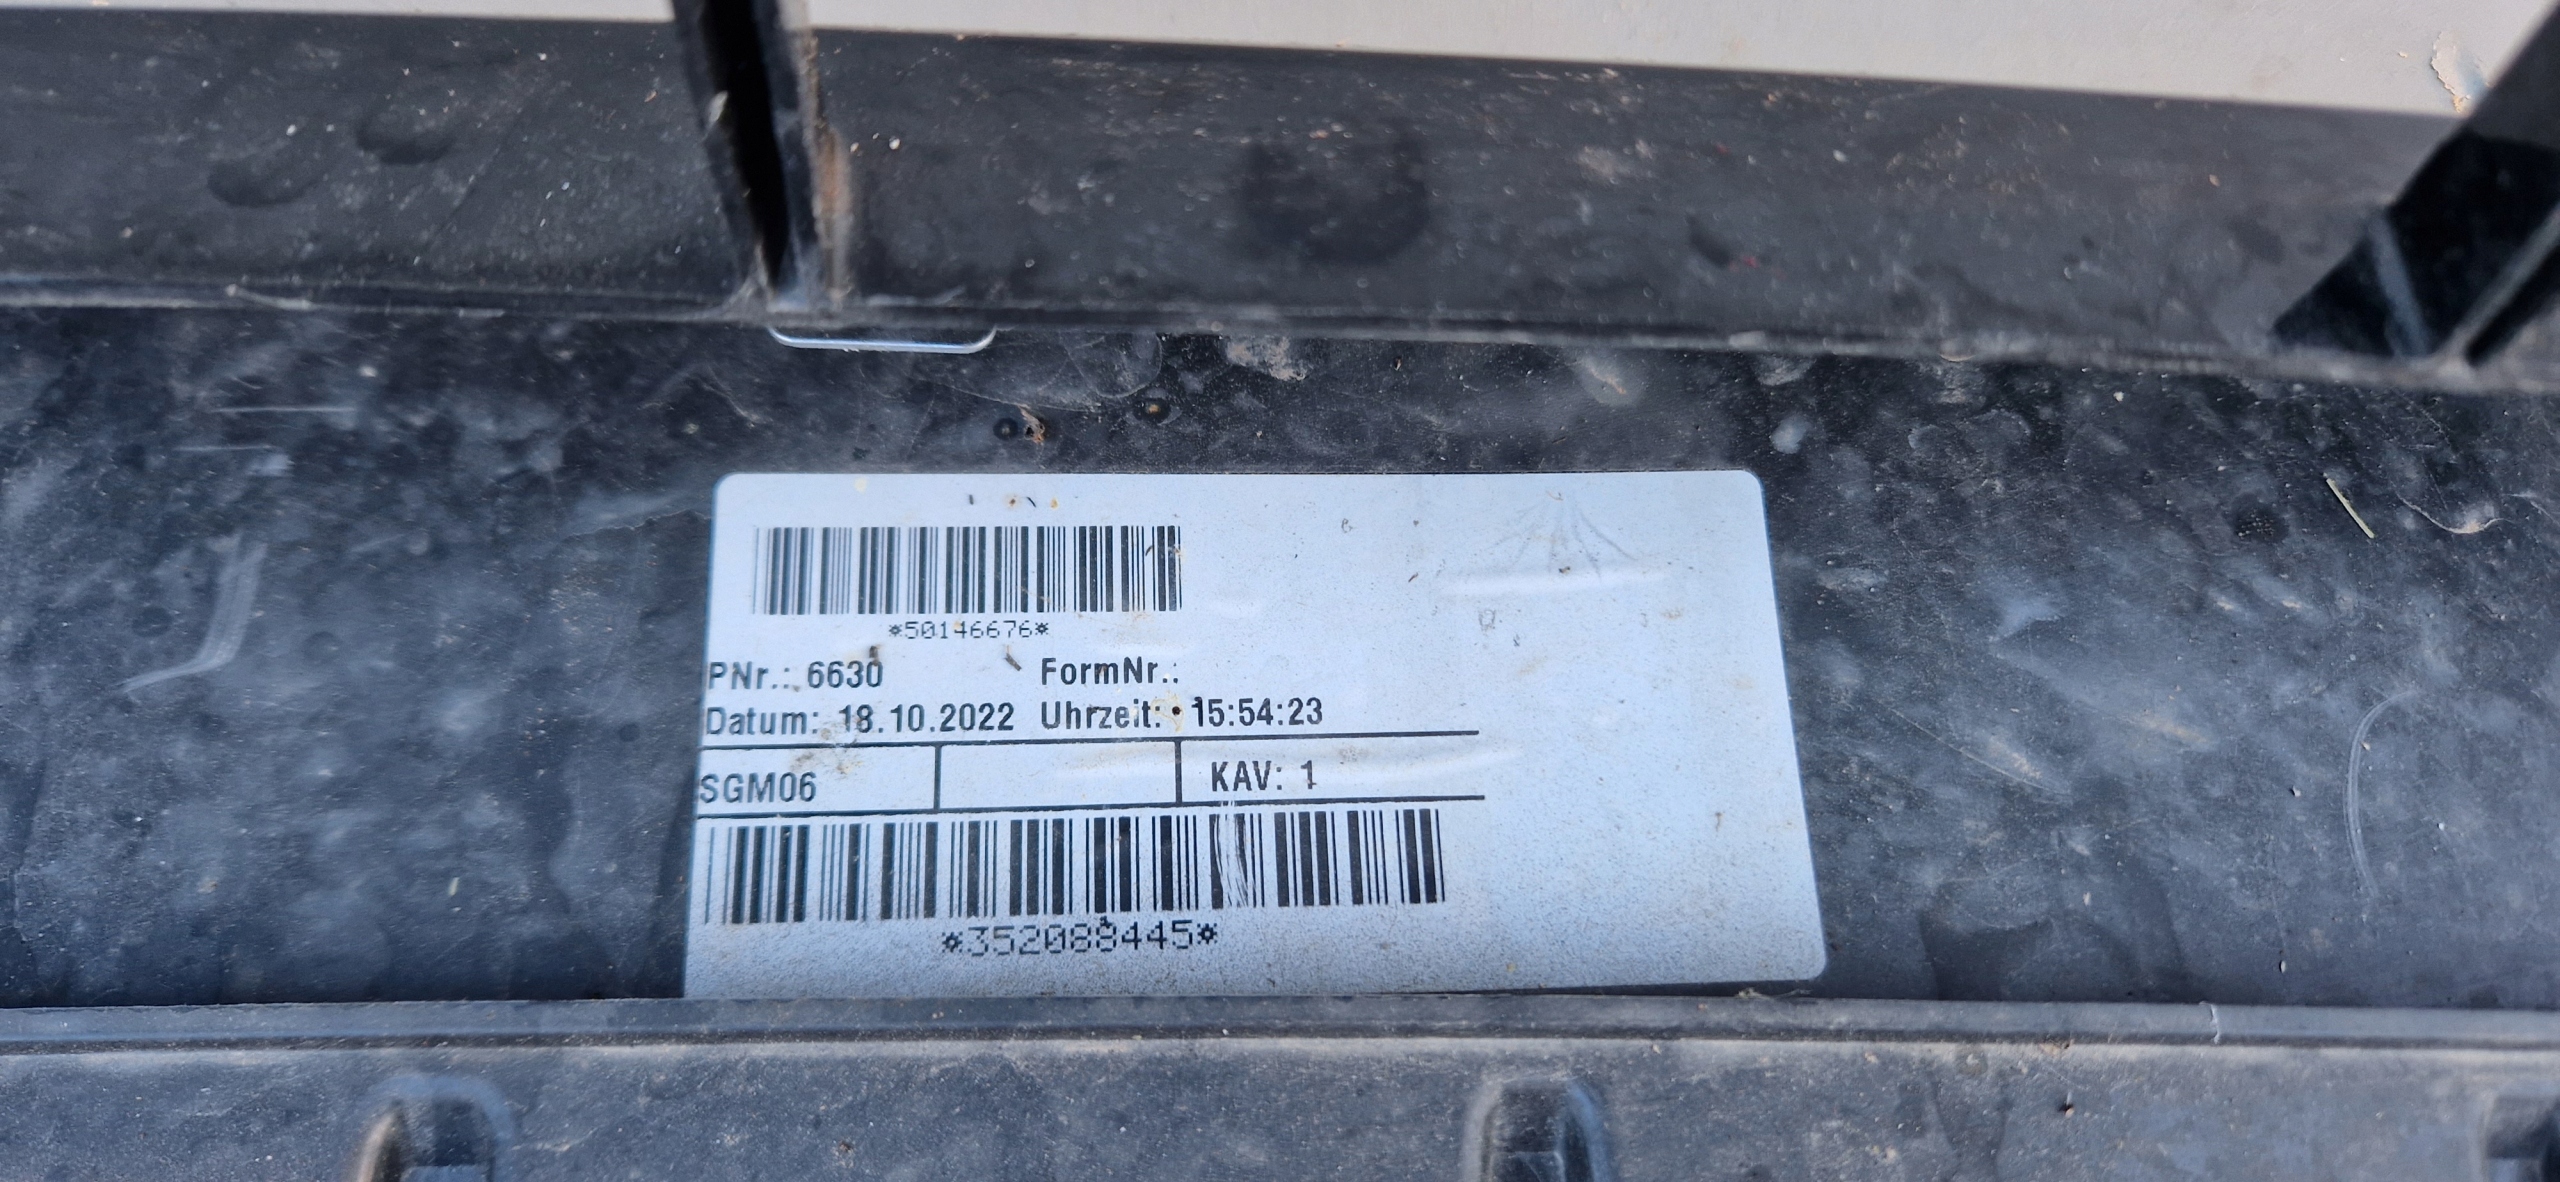 *50146676*
PNr.: 6630 FormNr.:
Datum: 18.10.2022 Uhrzeit: 15:54:23
SGM06 KAV: 1
*352088445*